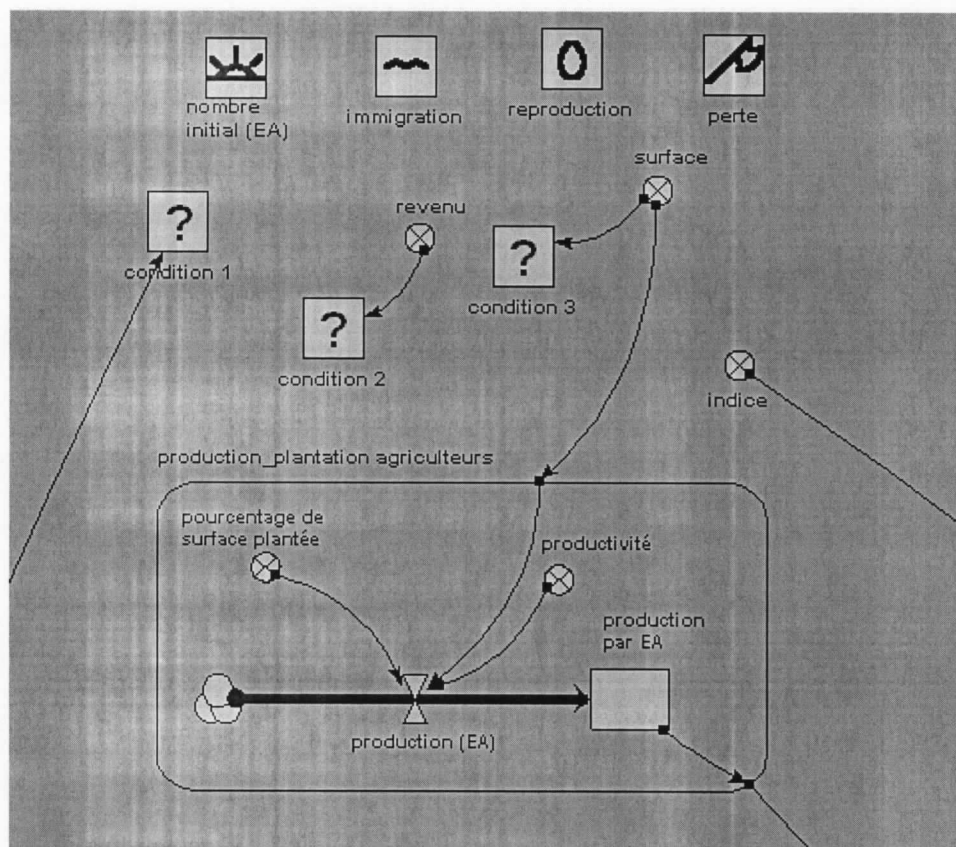 nombre
initial (EA)
immigration
reproduction
perte
surface
revenu
?
condition 1
?
condition 3
?
condition 2
indice
production_plantation agriculteurs
pourcentage de
surface plantée
productivité
production
par EA
production (EA)